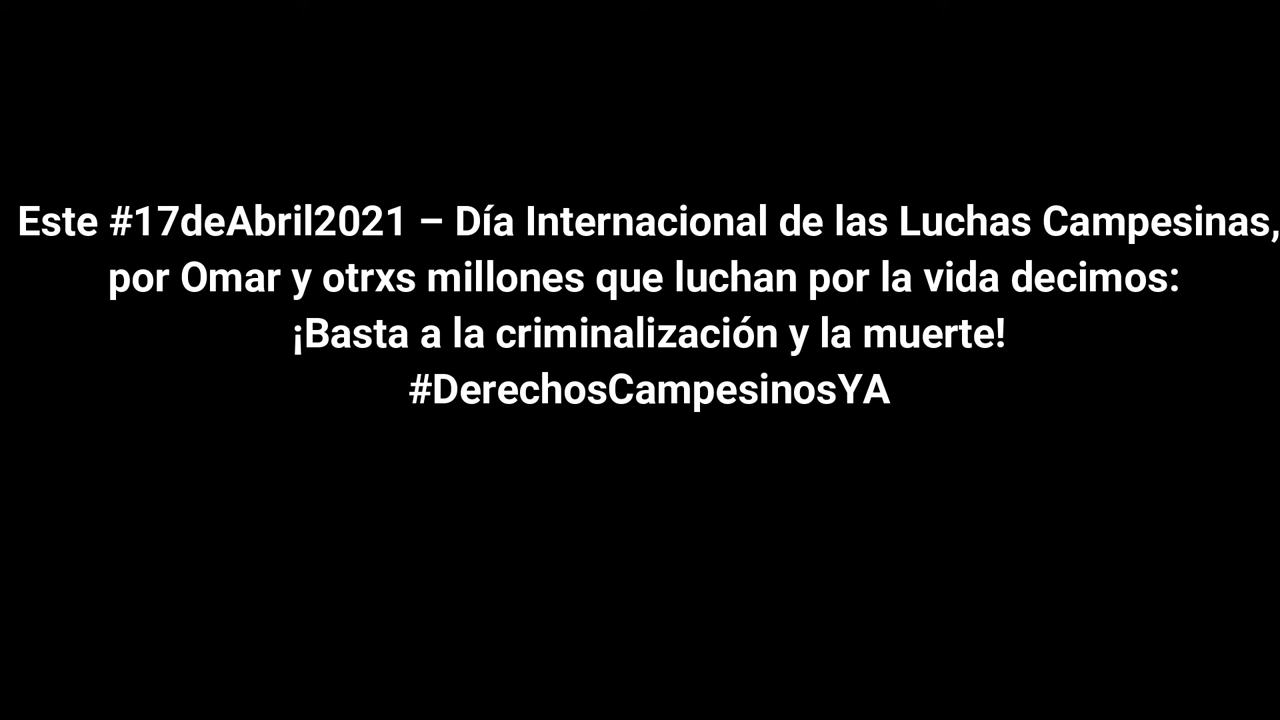 Este #17deAbril2021 – Día Internacional de las Luchas Campesinas,
por Omar y otrxs millones que luchan por la vida decimos:
¡Basta a la criminalización y la muerte!
#DerechosCampesinosYA